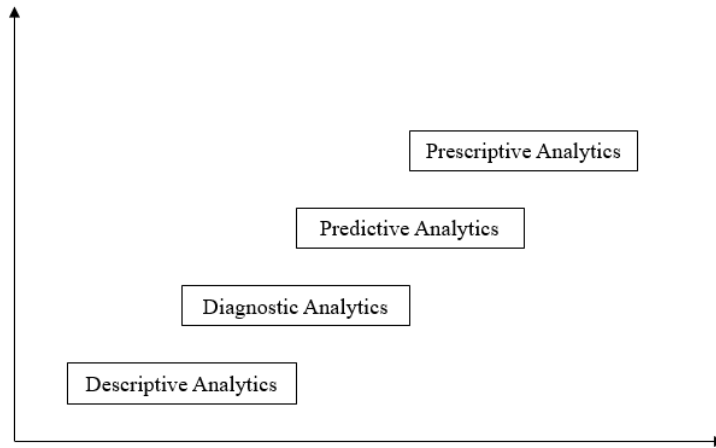 Prescriptive Analytics
Predictive Analytics
Diagnostic Analytics
Descriptive Analytics